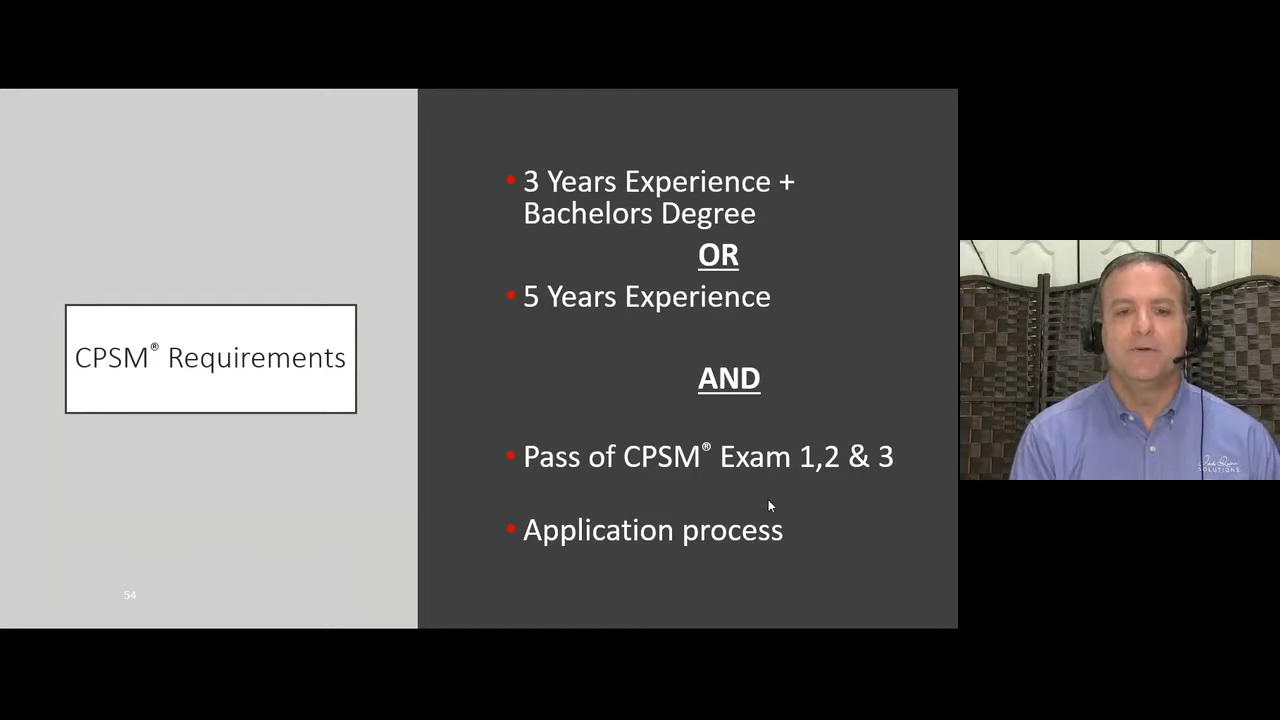 CPSM® Requirements
54
• 3 Years Experience +
Bachelors Degree
OR
• 5 Years Experience
AND
• Pass of CPSM® Exam 1,2 & 3
• Application process
SOLUTIONS